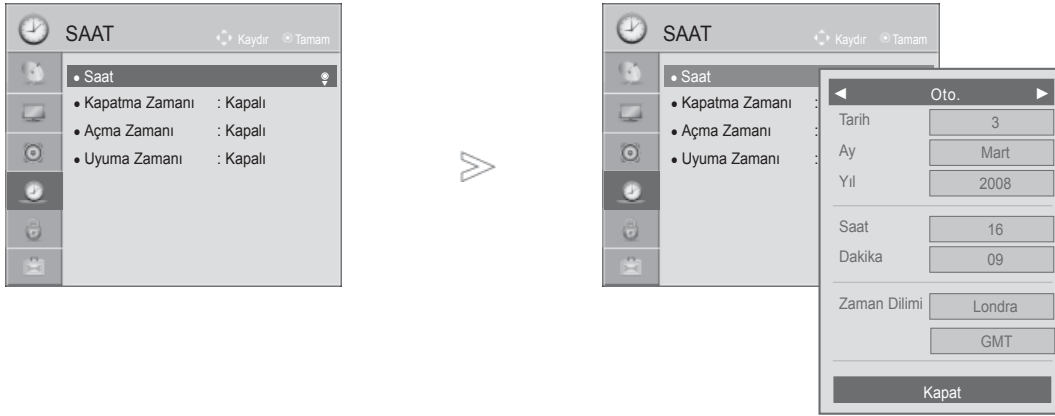 SAAT
Kaydır Tamam
• Saat
• Kapatma Zamanı : Kapalı
• Açma Zamanı : Kapalı
• Uyuma Zamanı : Kapalı
SAAT
Kaydır Tamam
• Saat
• Kapatma Zamanı :
• Açma Zamanı :
• Uyuma Zamanı :
◄ Oto. ►
Tarih 3
Ay Mart
Yıl 2008
Saat 16
Dakika 09
Zaman Dilimi Londra
GMT
Kapat